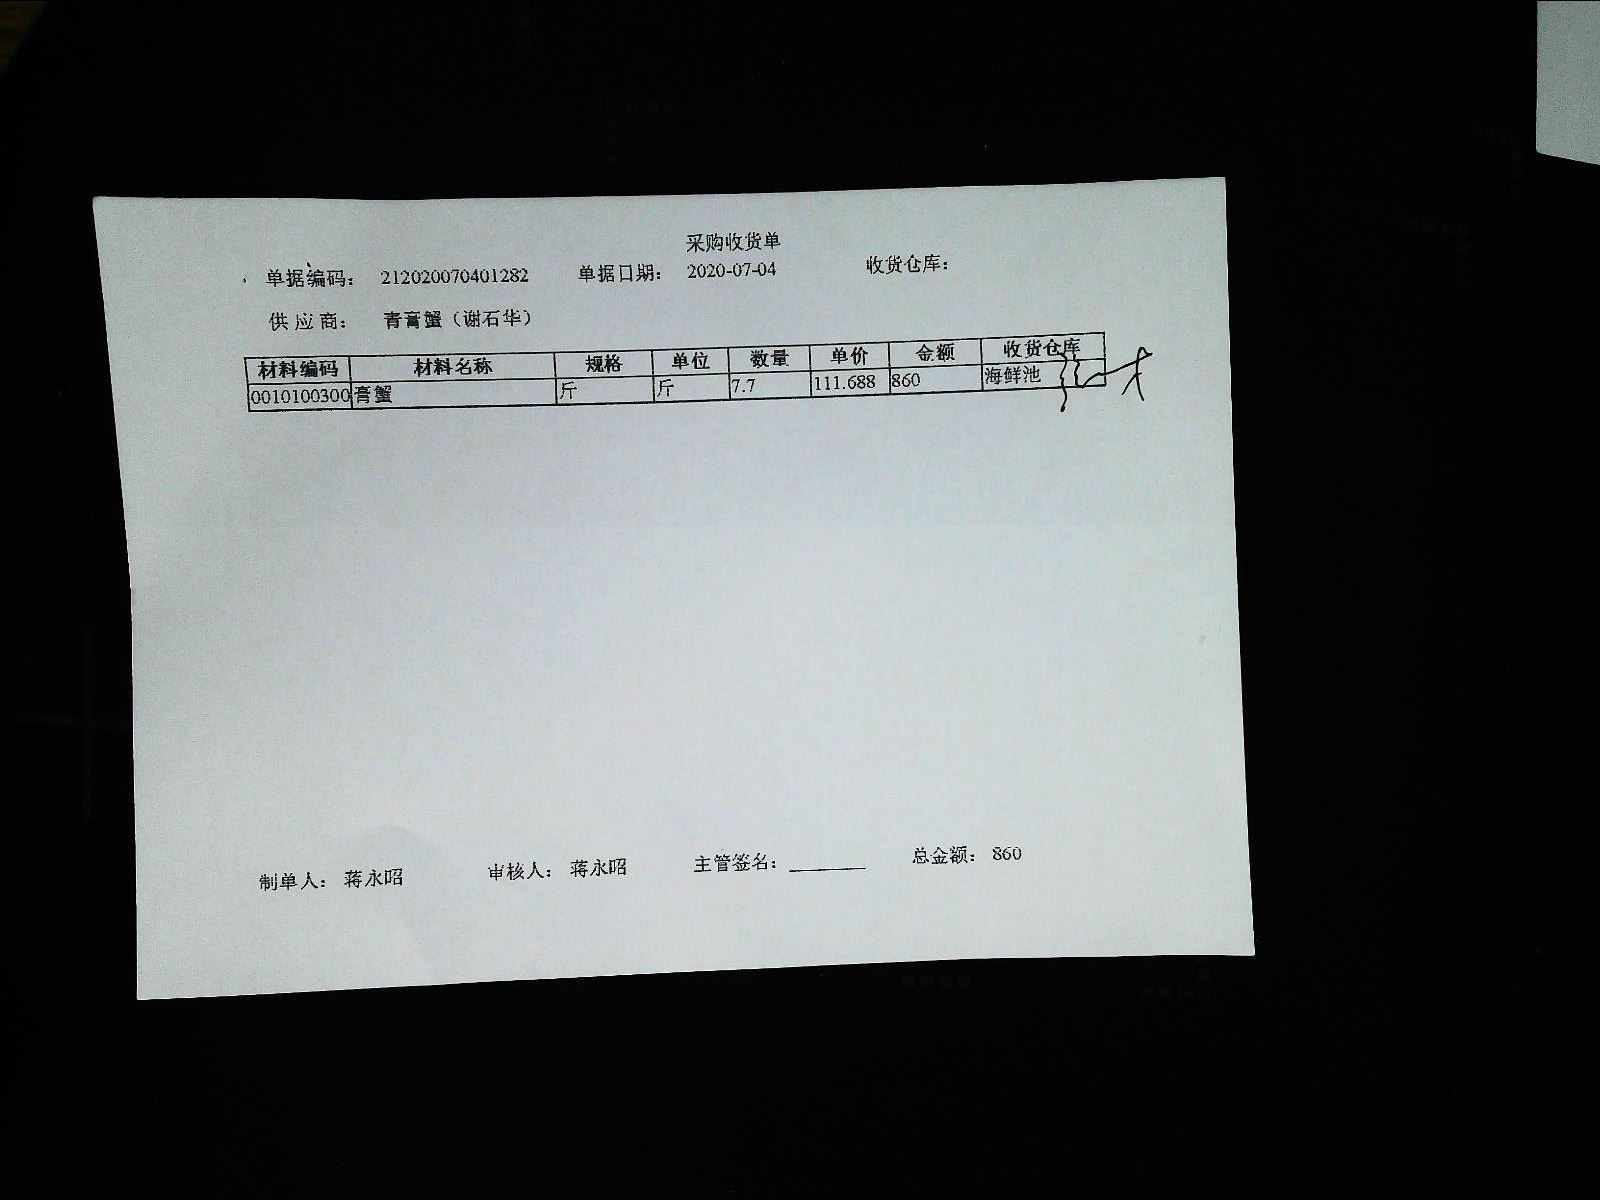 采购收货单
单据编码： 212020070401282 单据日期： 2020-07-04 收货仓库：
供应商： 青膏蟹（谢石华）
材料编码 材料名称 规格 单位 数量 单价 金额 收货仓库
0010100300 膏蟹 斤 斤 7.7 111.688 860 海鲜池
制单人： 蒋永昭 审核人： 蒋永昭 主管签名： 总金额： 860